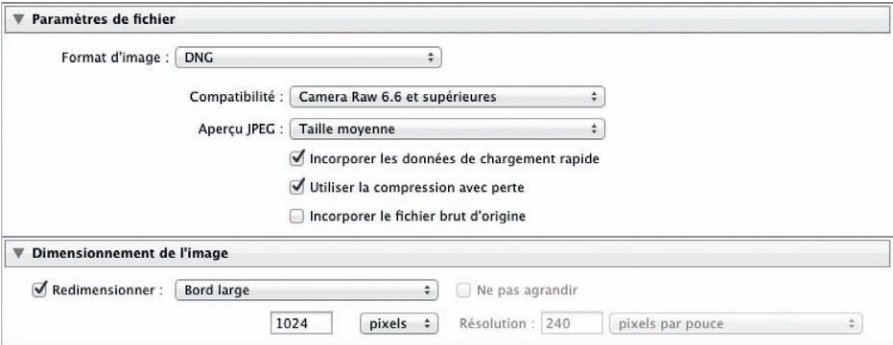 Paramètres de fichier
Format d'image : DNG
Compatibilité : Camera Raw 6.6 et supérieures
Aperçu JPEG : Taille moyenne
Incorporer les données de chargement rapide
Utiliser la compression avec perte
Incorporer le fichier brut d'origine
Dimensionnement de l'image
Redimensionner : Bord large Ne pas agrandir
1024 pixels Résolution : 240 pixels par pouce